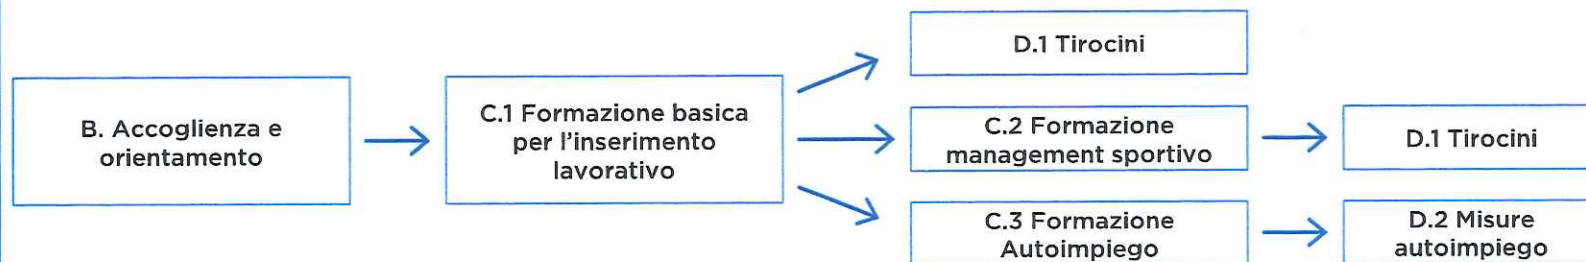 B. Accoglienza e
orientamento
C.1 Formazione basica
per l'inserimento
lavorativo
D.1 Tirocini
C.2 Formazione
management sportivo
D.1 Tirocini
C.3 Formazione
Autoimpiego
D.2 Misure
autoimpiego